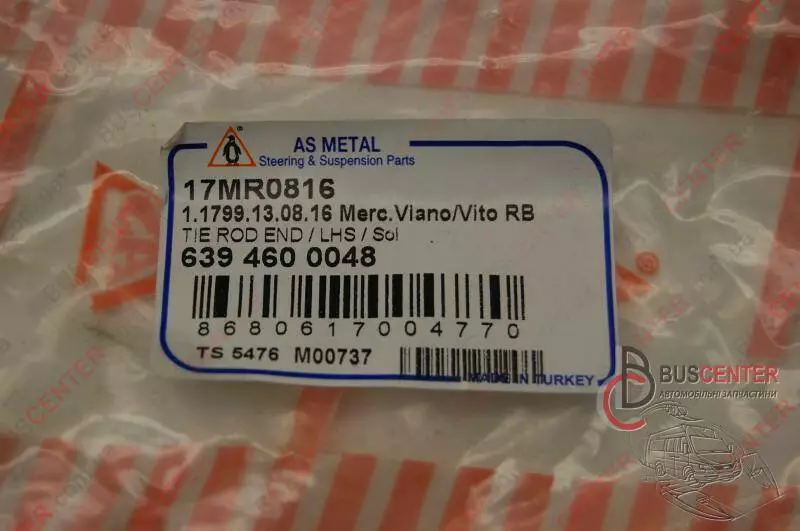 AS METAL
Steering & Suspension Parts
17MR0816
1.1799.13.08.16 Merc.Viano/Vito RB
TIE ROD END / LHS / Sol
639 460 0048
8680617004770
TS 5476 M00737
MADE IN TURKEY
BUSCENTER
АВТОМОБІЛЬНІ ЗАПЧАСТИНИ